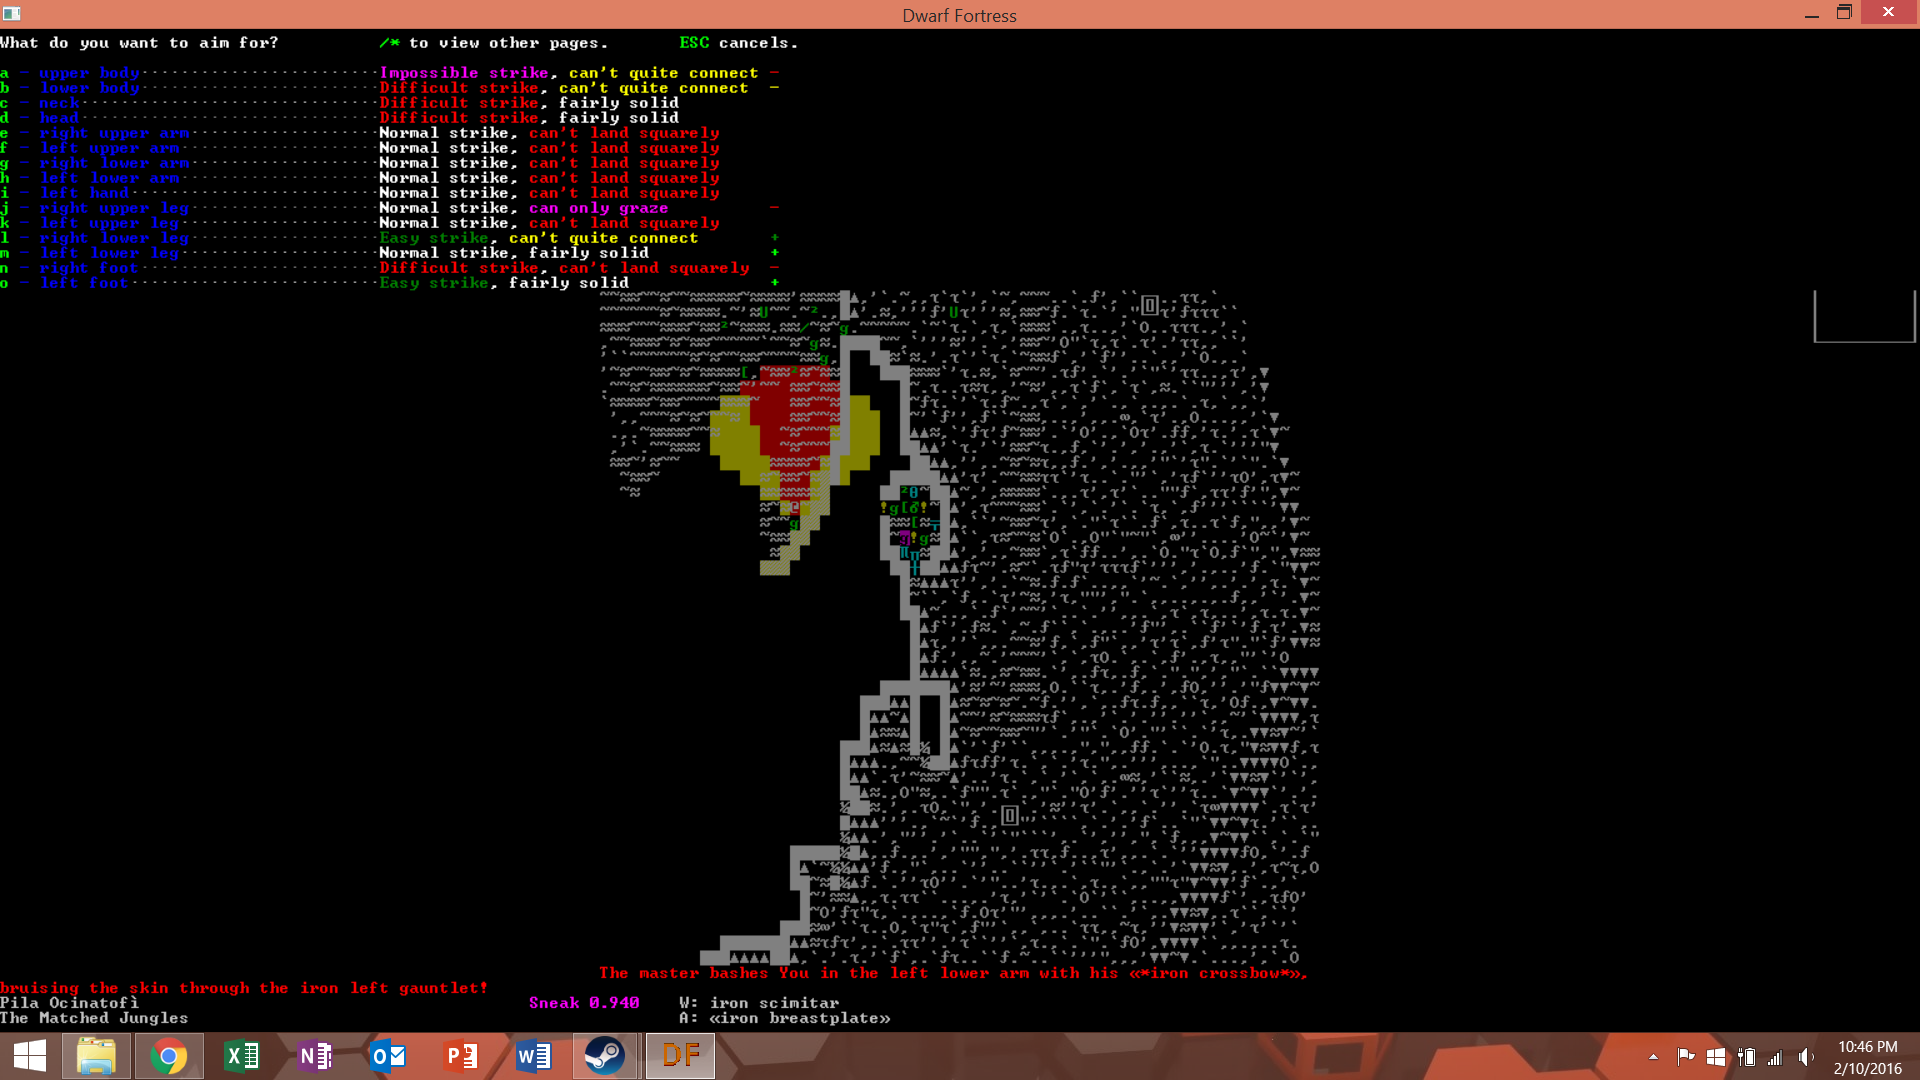 Dwarf Fortress
What do you want to aim for? /* to view other pages. ESC cancels.
a - upper body Impossible strike, can't quite connect -
b - lower body Difficult strike, can't quite connect -
c - neck Difficult strike, fairly solid
d - head Difficult strike, fairly solid
e - right upper arm Normal strike, can't land squarely
f - left upper arm Normal strike, can't land squarely
g - right lower arm Normal strike, can't land squarely
h - left lower arm Normal strike, can't land squarely
i - left hand Normal strike, can't land squarely
j - right upper leg Normal strike, can only graze -
k - left upper leg Normal strike, can't land squarely
l - right lower leg Easy strike, can't quite connect +
m - left lower leg Normal strike, fairly solid +
n - right foot Difficult strike, can't land squarely -
o - left foot Easy strike, fairly solid +
The master bashes You in the left lower arm with his «*iron crossbow*»,
bruising the skin through the iron left gauntlet!
Pila Ocinatofì Sneak 0.940 W: iron scimitar
The Matched Jungles A: «iron breastplate»
DF
10:46 PM
2/10/2016